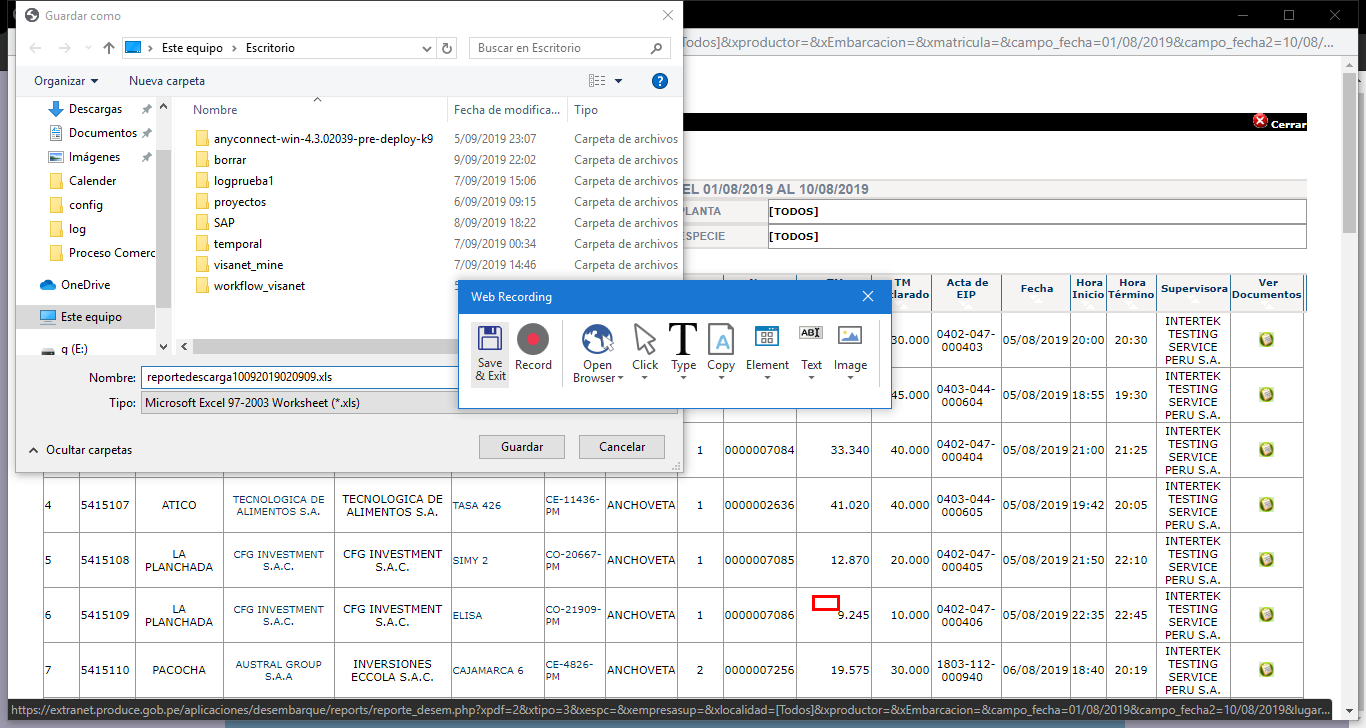 Guardar como
Este equipo > Escritorio
Buscar en Escritorio
[Todos]&xproductor=&xEmbarcacion=&xmatricula=&campo_fecha=01/08/2019&campo_fecha2=10/08/...
Organizar
Nueva carpeta
?
Descargas
Documentos
Imágenes
Calender
config
log
Proceso Comerc
OneDrive
Este equipo
g (E:)
Nombre Fecha de modifica... Tipo
anyconnect-win-4.3.02039-pre-deploy-k9 5/09/2019 23:07 Carpeta de archivos
borrar 9/09/2019 22:02 Carpeta de archivos
logprueba1 7/09/2019 15:06 Carpeta de archivos
proyectos 6/09/2019 09:15 Carpeta de archivos
SAP 8/09/2019 18:22 Carpeta de archivos
temporal 7/09/2019 00:34 Carpeta de archivos
visanet_mine 7/09/2019 14:46 Carpeta de archivos
workflow_visanet
Nombre: reportedescarga10092019020909.xls
Tipo: Microsoft Excel 97-2003 Worksheet (*.xls)
Ocultar carpetas
Guardar
Cancelar
Web Recording
Save & Exit
Record
Open Browser
Click
T
Type
A
Copy
Element
ABI
Text
Image
Cerrar
EL 01/08/2019 AL 10/08/2019
PLANTA [TODOS]
ESPECIE [TODOS]
TM
larado
Acta de EIP
Fecha
Hora Inicio
Hora Término
Supervisora
Ver Documentos
30.000 0402-047-000403 05/08/2019 20:00 20:30 INTERTEK TESTING SERVICE PERU S.A.
45.000 0403-044-000604 05/08/2019 18:55 19:30 INTERTEK TESTING SERVICE PERU S.A.
1 0000007084 33.340 40.000 0402-047-000404 05/08/2019 21:00 21:25 INTERTEK TESTING SERVICE PERU S.A.
4 5415107 ATICO TECNOLOGICA DE ALIMENTOS S.A. TECNOLOGICA DE ALIMENTOS S.A. TASA 426 CE-11436-PM ANCHOVETA 1 0000002636 41.020 40.000 0403-044-000605 05/08/2019 19:42 20:05 INTERTEK TESTING SERVICE PERU S.A.
5 5415108 LA PLANCHADA CFG INVESTMENT S.A.C. CFG INVESTMENT S.A.C. SIMY 2 CO-20667-PM ANCHOVETA 1 0000007085 12.870 20.000 0402-047-000405 05/08/2019 21:50 22:10 INTERTEK TESTING SERVICE PERU S.A.
6 5415109 LA PLANCHADA CFG INVESTMENT S.A.C. CFG INVESTMENT S.A.C. ELISA CO-21909-PM ANCHOVETA 1 0000007086 9.245 10.000 0402-047-000406 05/08/2019 22:35 22:45 INTERTEK TESTING SERVICE PERU S.A.
7 5415110 PACOCHA AUSTRAL GROUP S.A.A INVERSIONES ECCOLA S.A.C. CAJAMARCA 6 CE-4826-PM ANCHOVETA 2 0000007256 19.575 30.000 1803-112-000940 06/08/2019 18:40 20:19 INTERTEK TESTING SERVICE PERU S.A.
https://extranet.produce.gob.pe/aplicaciones/desembarque/reports/reporte_desem.php?xpdf=2&xtipo=3&xespc=&xempresasup=&xlocalidad=[Todos]&xproductor=&xEmbarcacion=&xmatricula=&campo_fecha=01/08/2019&campo_fecha2=10/08/2019&lugar...